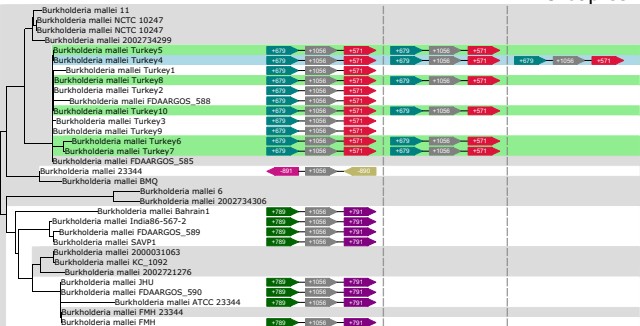 Burkholderia mallei 11
Burkholderia mallei NCTC 10247
Burkholderia mallei NCTC 10247
Burkholderia mallei 2002734299
Burkholderia mallei Turkey5 +679 +1056 +571 +679 +1056 +571
Burkholderia mallei Turkey4 +679 +1056 +571 +679 +1056 +571 +679 +1056 +571
Burkholderia mallei Turkey1 +679 +1056 +571
Burkholderia mallei Turkey8 +679 +1056 +571 +679 +1056 +571
Burkholderia mallei Turkey2 +679 +1056 +571
Burkholderia mallei FDAARGOS_588 +679 +1056 +571
Burkholderia mallei Turkey10 +679 +1056 +571 +679 +1056 +571
Burkholderia mallei Turkey3 +679 +1056 +571
Burkholderia mallei Turkey9 +679 +1056 +571
Burkholderia mallei Turkey6 +679 +1056 +571 +679 +1056 +571
Burkholderia mallei Turkey7 +679 +1056 +571 +679 +1056 +571
Burkholderia mallei FDAARGOS_585
Burkholderia mallei 23344 -891 +1056 -890
Burkholderia mallei BMQ
Burkholderia mallei 6
Burkholderia mallei 2002734306
Burkholderia mallei Bahrain1 +789 +1056 +791
Burkholderia mallei India86-567-2 +789 +1056 +791
Burkholderia mallei FDAARGOS_589 +789 +1056 +791
Burkholderia mallei SAVP1 +789 +1056 +791
Burkholderia mallei 2000031063
Burkholderia mallei KC_1092
Burkholderia mallei 2002721276
Burkholderia mallei JHU +789 +1056 +791
Burkholderia mallei FDAARGOS_590 +789 +1056 +791
Burkholderia mallei ATCC 23344 +789 +1056 +791
Burkholderia mallei FMH 23344
Burkholderia mallei FMH +789 +1056 +791